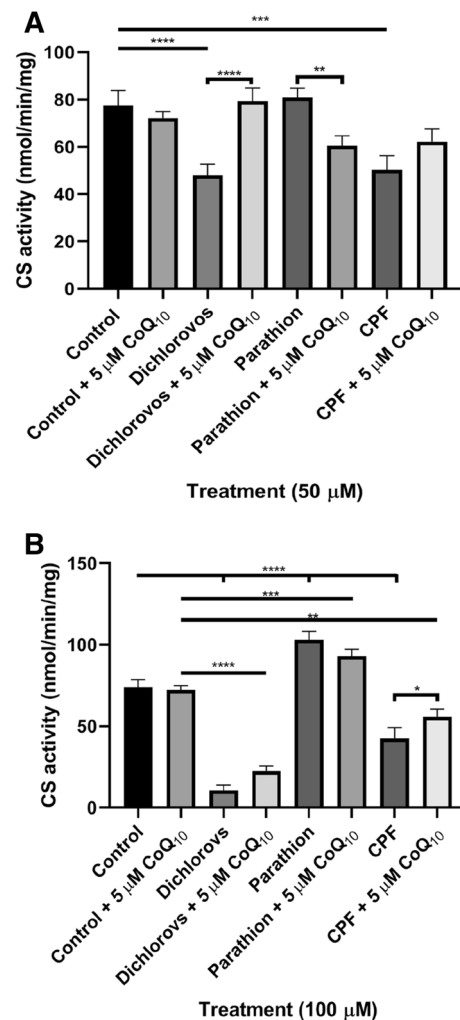 A
***
****
**** **
CS activity (nmol/min/mg)
100
80
60
40
20
0
Control
Control + 5 μM CoQ₁₀
Dichlorovos
Dichlorovos + 5 μM CoQ₁₀
Parathion
Parathion + 5 μM CoQ₁₀
CPF
CPF + 5 μM CoQ₁₀
Treatment (50 μM)
B
****
***
**
****
*
CS activity (nmol/min/mg)
150
100
50
0
Control
Control + 5 μM CoQ₁₀
Dichlorovs
Dichlorovs + 5 μM CoQ₁₀
Parathion
Parathion + 5 μM CoQ₁₀
CPF
CPF + 5 μM CoQ₁₀
Treatment (100 μM)